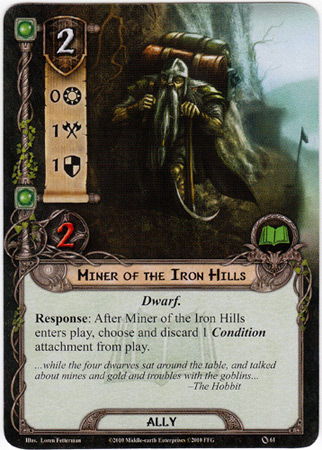 2
0
1
1
2
Miner of the Iron Hills
Dwarf.
Response: After Miner of the Iron Hills
enters play, choose and discard 1 Condition
attachment from play.
...while the four dwarves sat around the table, and talked
about mines and gold and troubles with the goblins...
–The Hobbit
ALLY
Illus. Loren Fetterman
©2010 Middle-earth Enterprises ©2010 FFG
61